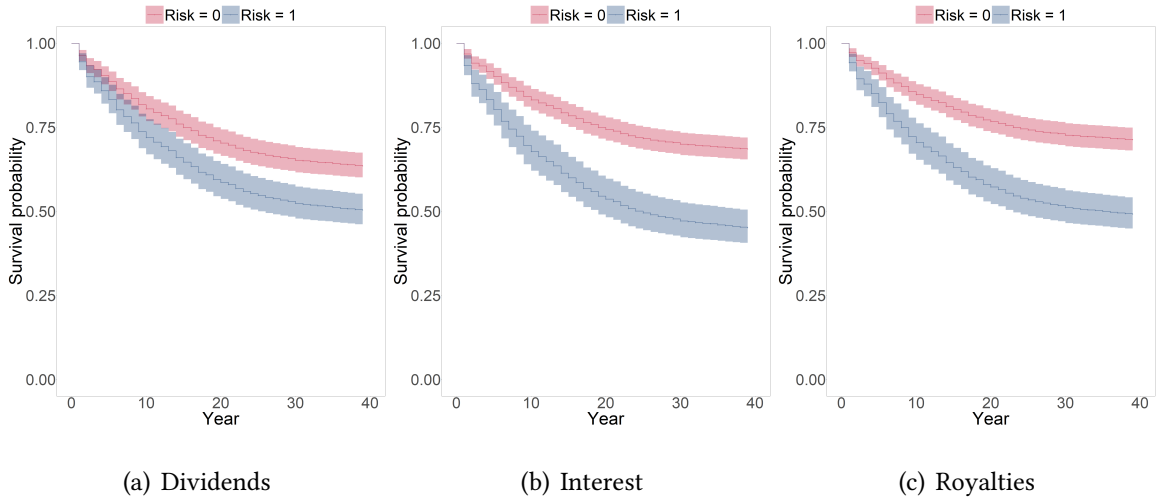 Risk = 0 Risk = 1
Survival probability
1.00
0.75
0.50
0.25
0.00
0 10 20 30 40
Year
(a) Dividends
Risk = 0 Risk = 1
Survival probability
1.00
0.75
0.50
0.25
0.00
0 10 20 30 40
Year
(b) Interest
Risk = 0 Risk = 1
Survival probability
1.00
0.75
0.50
0.25
0.00
0 10 20 30 40
Year
(c) Royalties